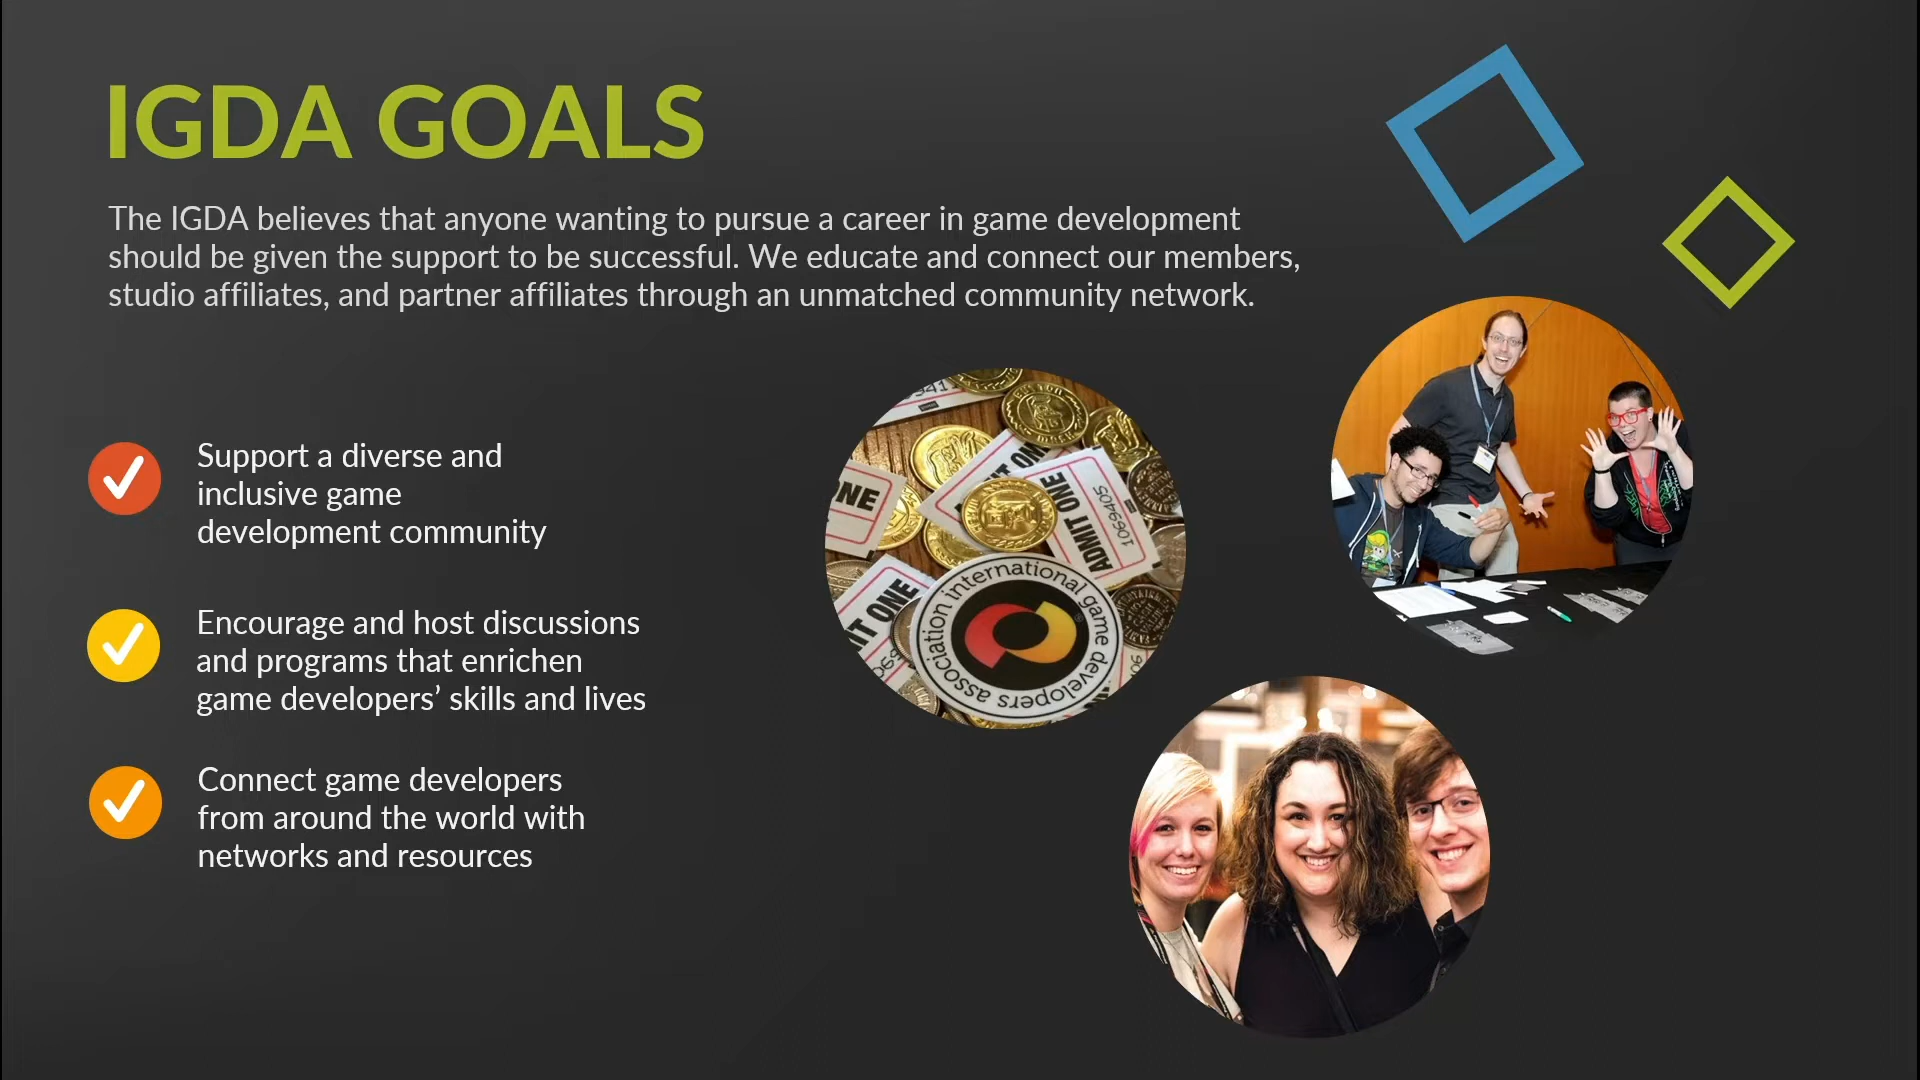 IGDA GOALS
The IGDA believes that anyone wanting to pursue a career in game development
should be given the support to be successful. We educate and connect our members,
studio affiliates, and partner affiliates through an unmatched community network.
Support a diverse and
inclusive game
development community
Encourage and host discussions
and programs that enrichen
game developers’ skills and lives
Connect game developers
from around the world with
networks and resources
NE
IT ONE
ADMIT ONE
1069405
international game developers association